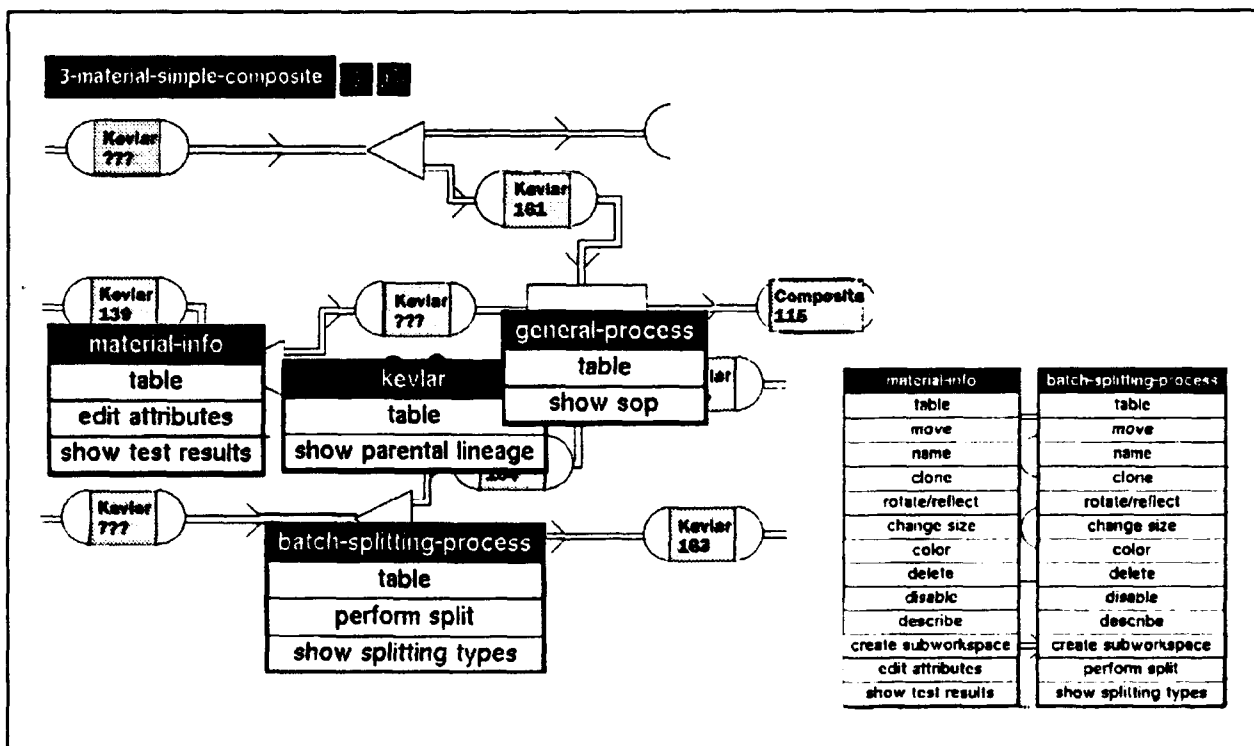 3-material-simple-composite
Kevlar
???
Kevlar
161
Kevlar
139
Kevlar
???
Composite
115
material-info
table
edit attributes
show test results
kevlar
table
show parental lineage
general-process
table
show sop
lar
Kevlar
???
batch-splitting-process
table
perform split
show splitting types
Kevlar
163
material-info
table
move
name
clone
rotate/reflect
change size
color
delete
disable
describe
create subworkspace
edit attributes
show test results
batch-splitting-process
table
move
name
clone
rotate/reflect
change size
color
delete
disable
describe
create subworkspace
perform split
show splitting types